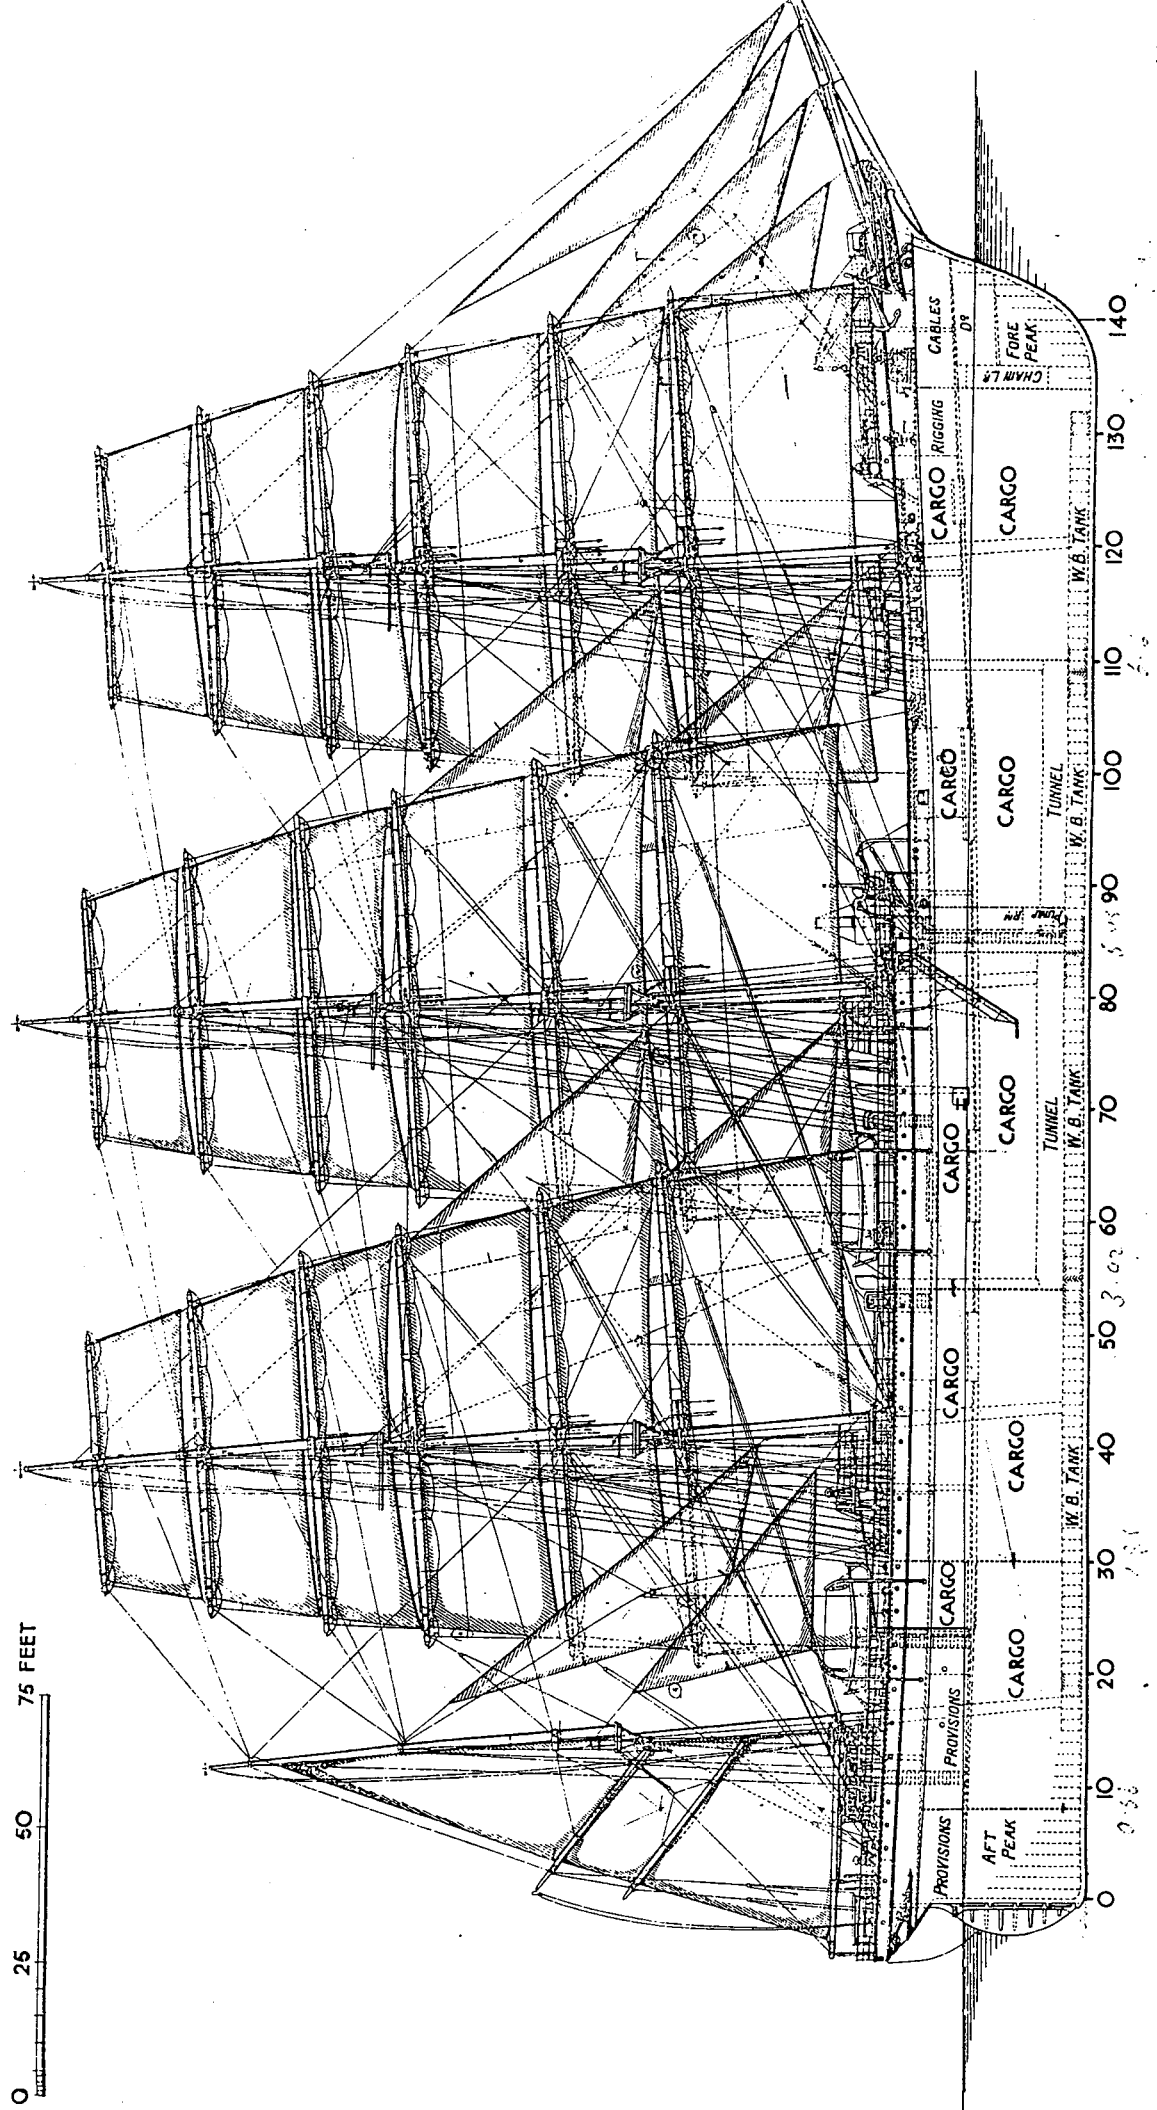 0 25 50 75 FEET
PROVISIONS PROVISIONS CARGO CARGO CARGO CARGO CARGO RIGGING CABLES
Dº
AFT PEAK CARGO CARGO CARGO CARGO CARGO FORE PEAK
CHAIN LR
TUNNEL PUMP RM TUNNEL
W. B. TANK W. B. TANK W. B. TANK W. B. TANK
0 10 20 30 40 50 60 70 80 90 100 110 120 130 140